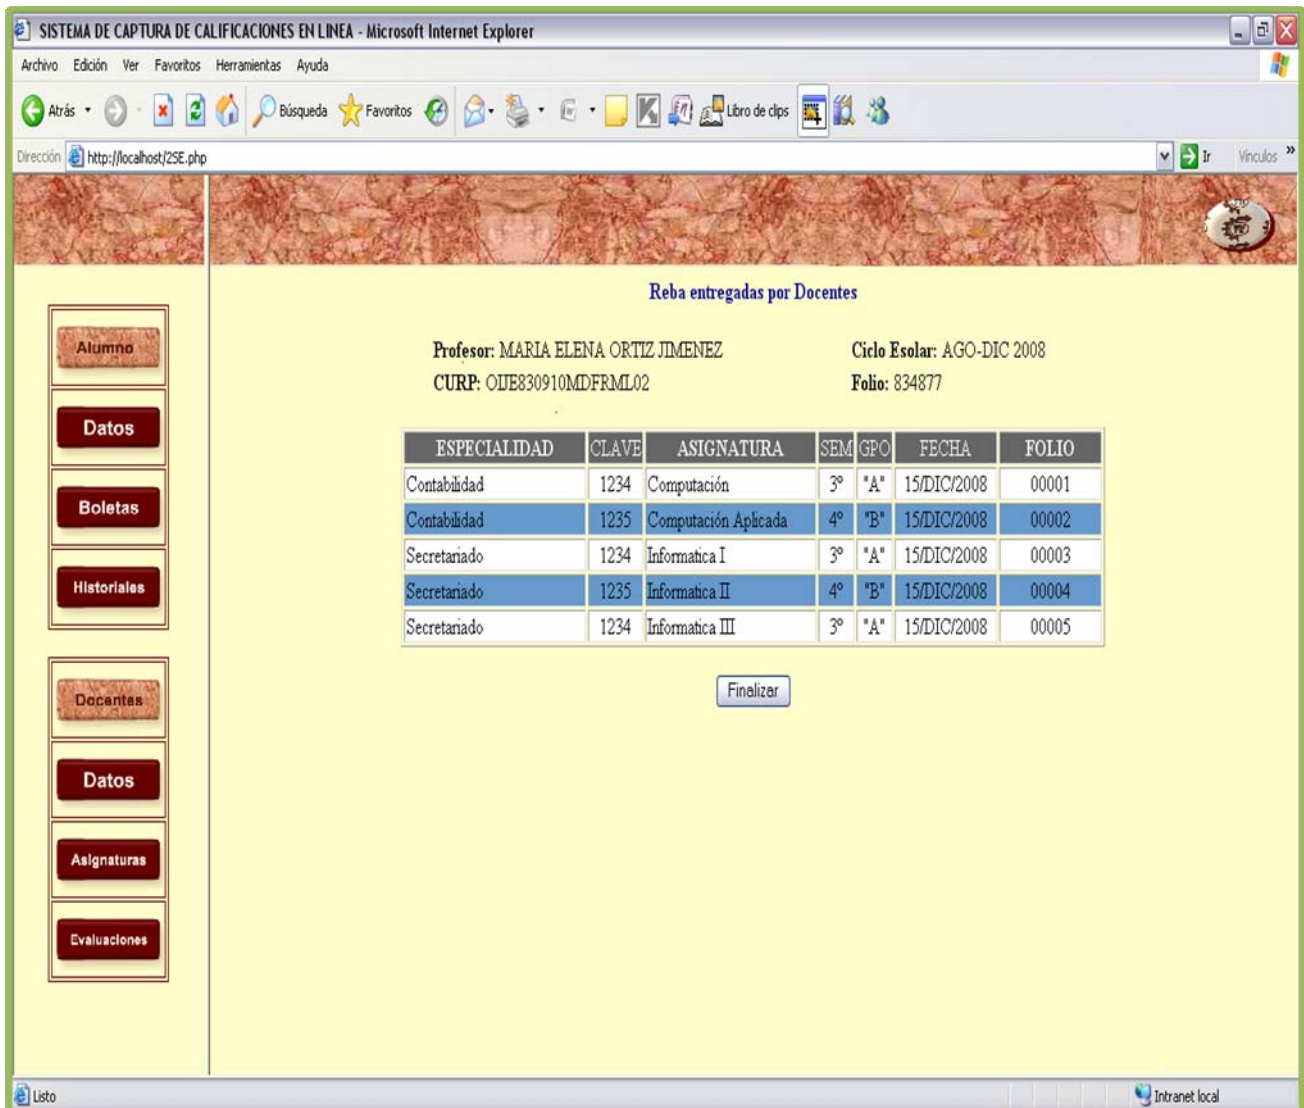 SISTEMA DE CAPTURA DE CALIFICACIONES EN LINEA - Microsoft Internet Explorer
Archivo Edición Ver Favoritos Herramientas Ayuda
Atrás Búsqueda Favoritos Libro de clips
Dirección http://localhost/2SE.php Ir Vínculos »
Reba entregadas por Docentes
Profesor: MARIA ELENA ORTIZ JIMENEZ Ciclo Esolar: AGO-DIC 2008
CURP: OIJE830910MDFRML02 Folio: 834877
ESPECIALIDAD CLAVE ASIGNATURA SEM GPO FECHA FOLIO
Contabilidad 1234 Computación 3º "A" 15/DIC/2008 00001
Contabilidad 1235 Computación Aplicada 4º "B" 15/DIC/2008 00002
Secretariado 1234 Informatica I 3º "A" 15/DIC/2008 00003
Secretariado 1235 Informatica II 4º "B" 15/DIC/2008 00004
Secretariado 1234 Informatica III 3º "A" 15/DIC/2008 00005
Finalizar
Alumno
Datos
Boletas
Historiales
Docentes
Datos
Asignaturas
Evaluaciones
Listo Intranet local